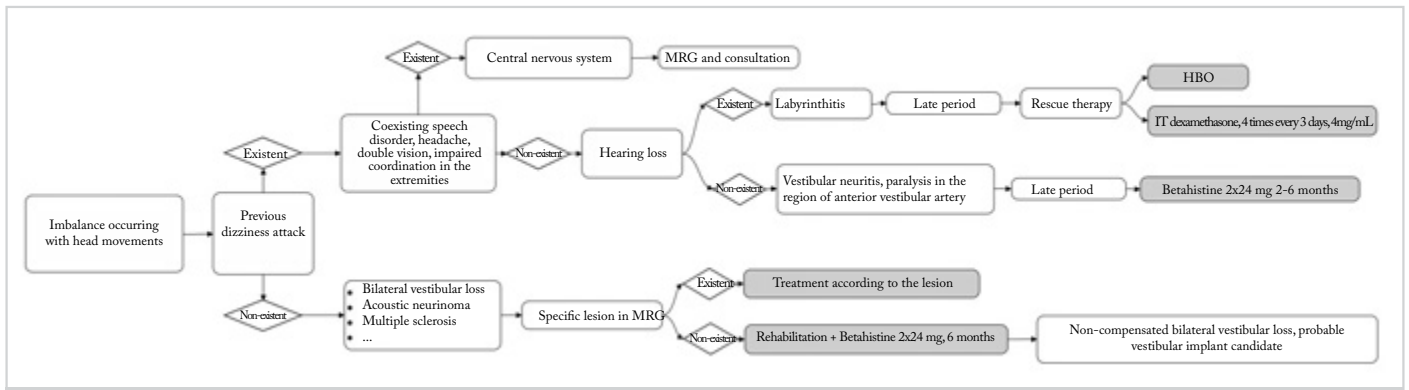 Imbalance occurring
with head movements
Previous
dizziness attack
Existent
Coexisting speech
disorder, headache,
double vision, impaired
coordination in the
extremities
Existent
Central nervous system
MRG and consultation
Non-existent
Hearing loss
Existent
Labyrinthitis
Late period
Rescue therapy
HBO
IT dexamethasone, 4 times every 3 days, 4mg/mL
Non-existent
Vestibular neuritis, paralysis in the
region of anterior vestibular artery
Late period
Betahistine 2x24 mg 2-6 months
Non-existent
• Bilateral vestibular loss
• Acoustic neurinoma
• Multiple sclerosis
• ...
Specific lesion in MRG
Existent
Treatment according to the lesion
Non-existent
Rehabilitation + Betahistine 2x24 mg, 6 months
Non-compensated bilateral vestibular loss, probable
vestibular implant candidate